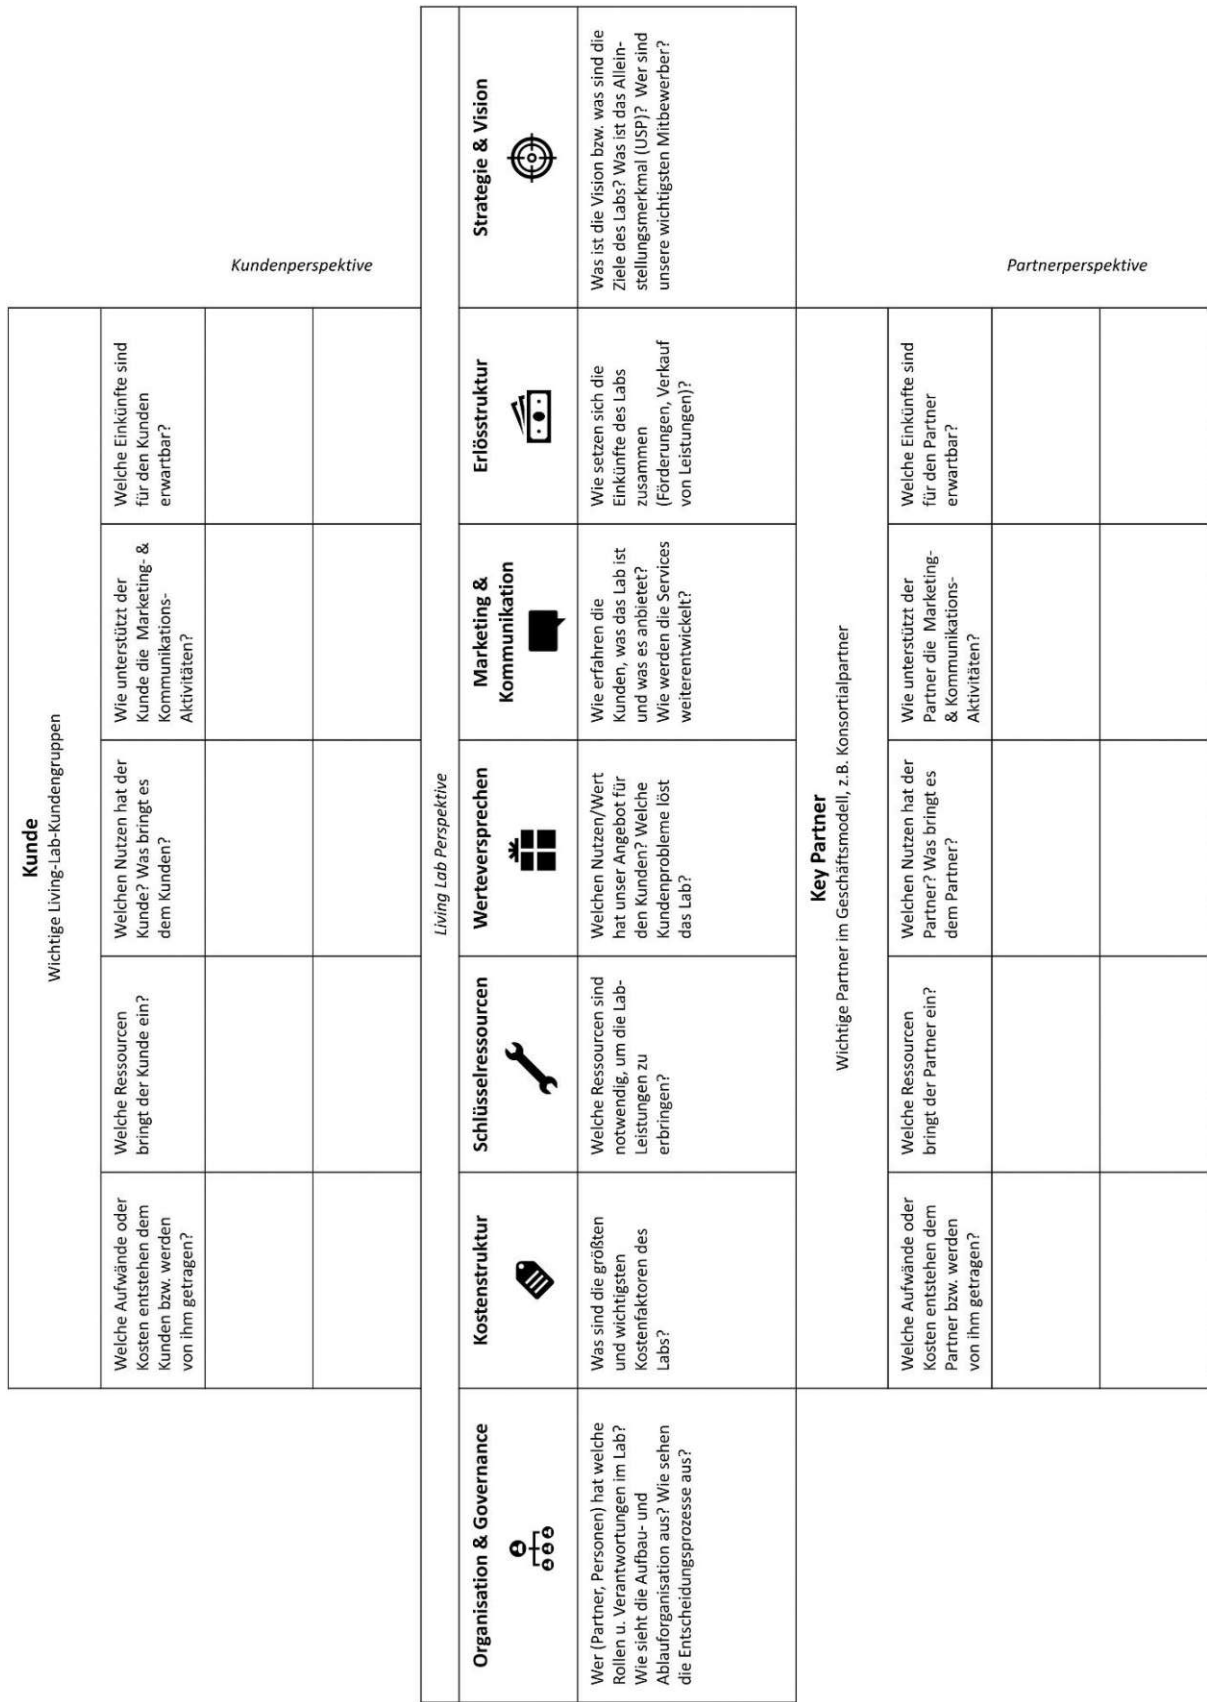 Kunde
Wichtige Living-Lab-Kundengruppen
Welche Aufwände oder
Kosten entstehen dem
Kunden bzw. werden
von ihm getragen?
Welche Ressourcen
bringt der Kunde ein?
Welchen Nutzen hat der
Kunde? Was bringt es
dem Kunden?
Wie unterstützt der
Kunde die Marketing- &
Kommunikations-
Aktivitäten?
Welche Einkünfte sind
für den Kunden
erwartbar?
Kundenperspektive
Living Lab Perspektive
Organisation & Governance
Kostenstruktur
Schlüsselressourcen
Werteversprechen
Marketing &
Kommunikation
Erlösstruktur
Strategie & Vision
Wer (Partner, Personen) hat welche
Rollen u. Verantwortungen im Lab?
Wie sieht die Aufbau- und
Ablauforganisation aus? Wie sehen
die Entscheidungsprozesse aus?
Was sind die größten
und wichtigsten
Kostenfaktoren des
Labs?
Welche Ressourcen sind
notwendig, um die Lab-
Leistungen zu
erbringen?
Welchen Nutzen/Wert
hat unser Angebot für
den Kunden? Welche
Kundenprobleme löst
das Lab?
Wie erfahren die
Kunden, was das Lab ist
und was es anbietet?
Wie werden die Services
weiterentwickelt?
Wie setzen sich die
Einkünfte des Labs
zusammen
(Förderungen, Verkauf
von Leistungen)?
Was ist die Vision bzw. was sind die
Ziele des Labs? Was ist das Allein-
stellungsmerkmal (USP)? Wer sind
unsere wichtigsten Mitbewerber?
Key Partner
Wichtige Partner im Geschäftsmodell, z.B. Konsortialpartner
Welche Aufwände oder
Kosten entstehen dem
Partner bzw. werden
von ihm getragen?
Welche Ressourcen
bringt der Partner ein?
Welchen Nutzen hat der
Partner? Was bringt es
dem Partner?
Wie unterstützt der
Partner die Marketing-
& Kommunikations-
Aktivitäten?
Welche Einkünfte sind
für den Partner
erwartbar?
Partnerperspektive